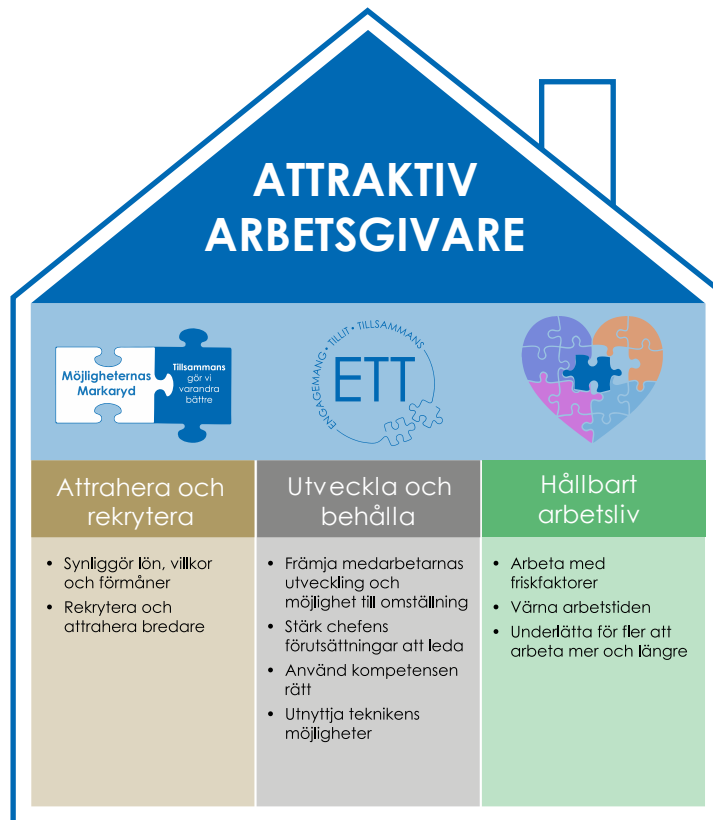 ATTRAKTIV
ARBETSGIVARE
Möjligheternas
Markaryd
Tillsammans
gör vi
varandra
bättre
ENGAGEMANG • TILLIT • TILLSAMMANS
ETT
Attrahera och
rekrytera
• Synliggör lön, villkor
och förmåner
• Rekrytera och
attrahera bredare
Utveckla och
behålla
• Främja medarbetarnas
utveckling och
möjlighet till omställning
• Stärk chefens
förutsättningar att leda
• Använd kompetensen
rätt
• Utnyttja teknikens
möjligheter
Hållbart
arbetsliv
• Arbeta med
friskfaktorer
• Värna arbetstiden
• Underlätta för fler att
arbeta mer och längre